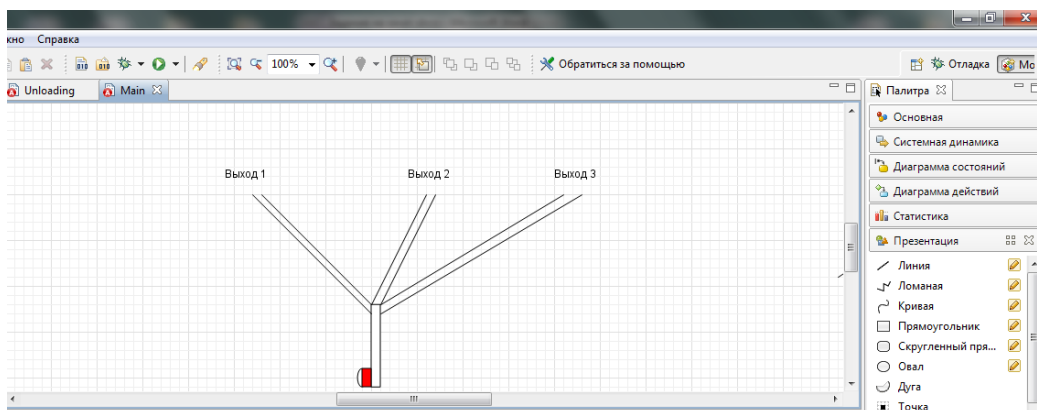 кно Справка
100% Обратиться за помощью Отладка Мо
Unloading Main Палитра
Основная
Системная динамика
Диаграмма состояний
Диаграмма действий
Статистика
Презентация
Линия
Ломаная
Кривая
Прямоугольник
Скругленный пря...
Овал
Дуга
Точка
Выход 1 Выход 2 Выход 3